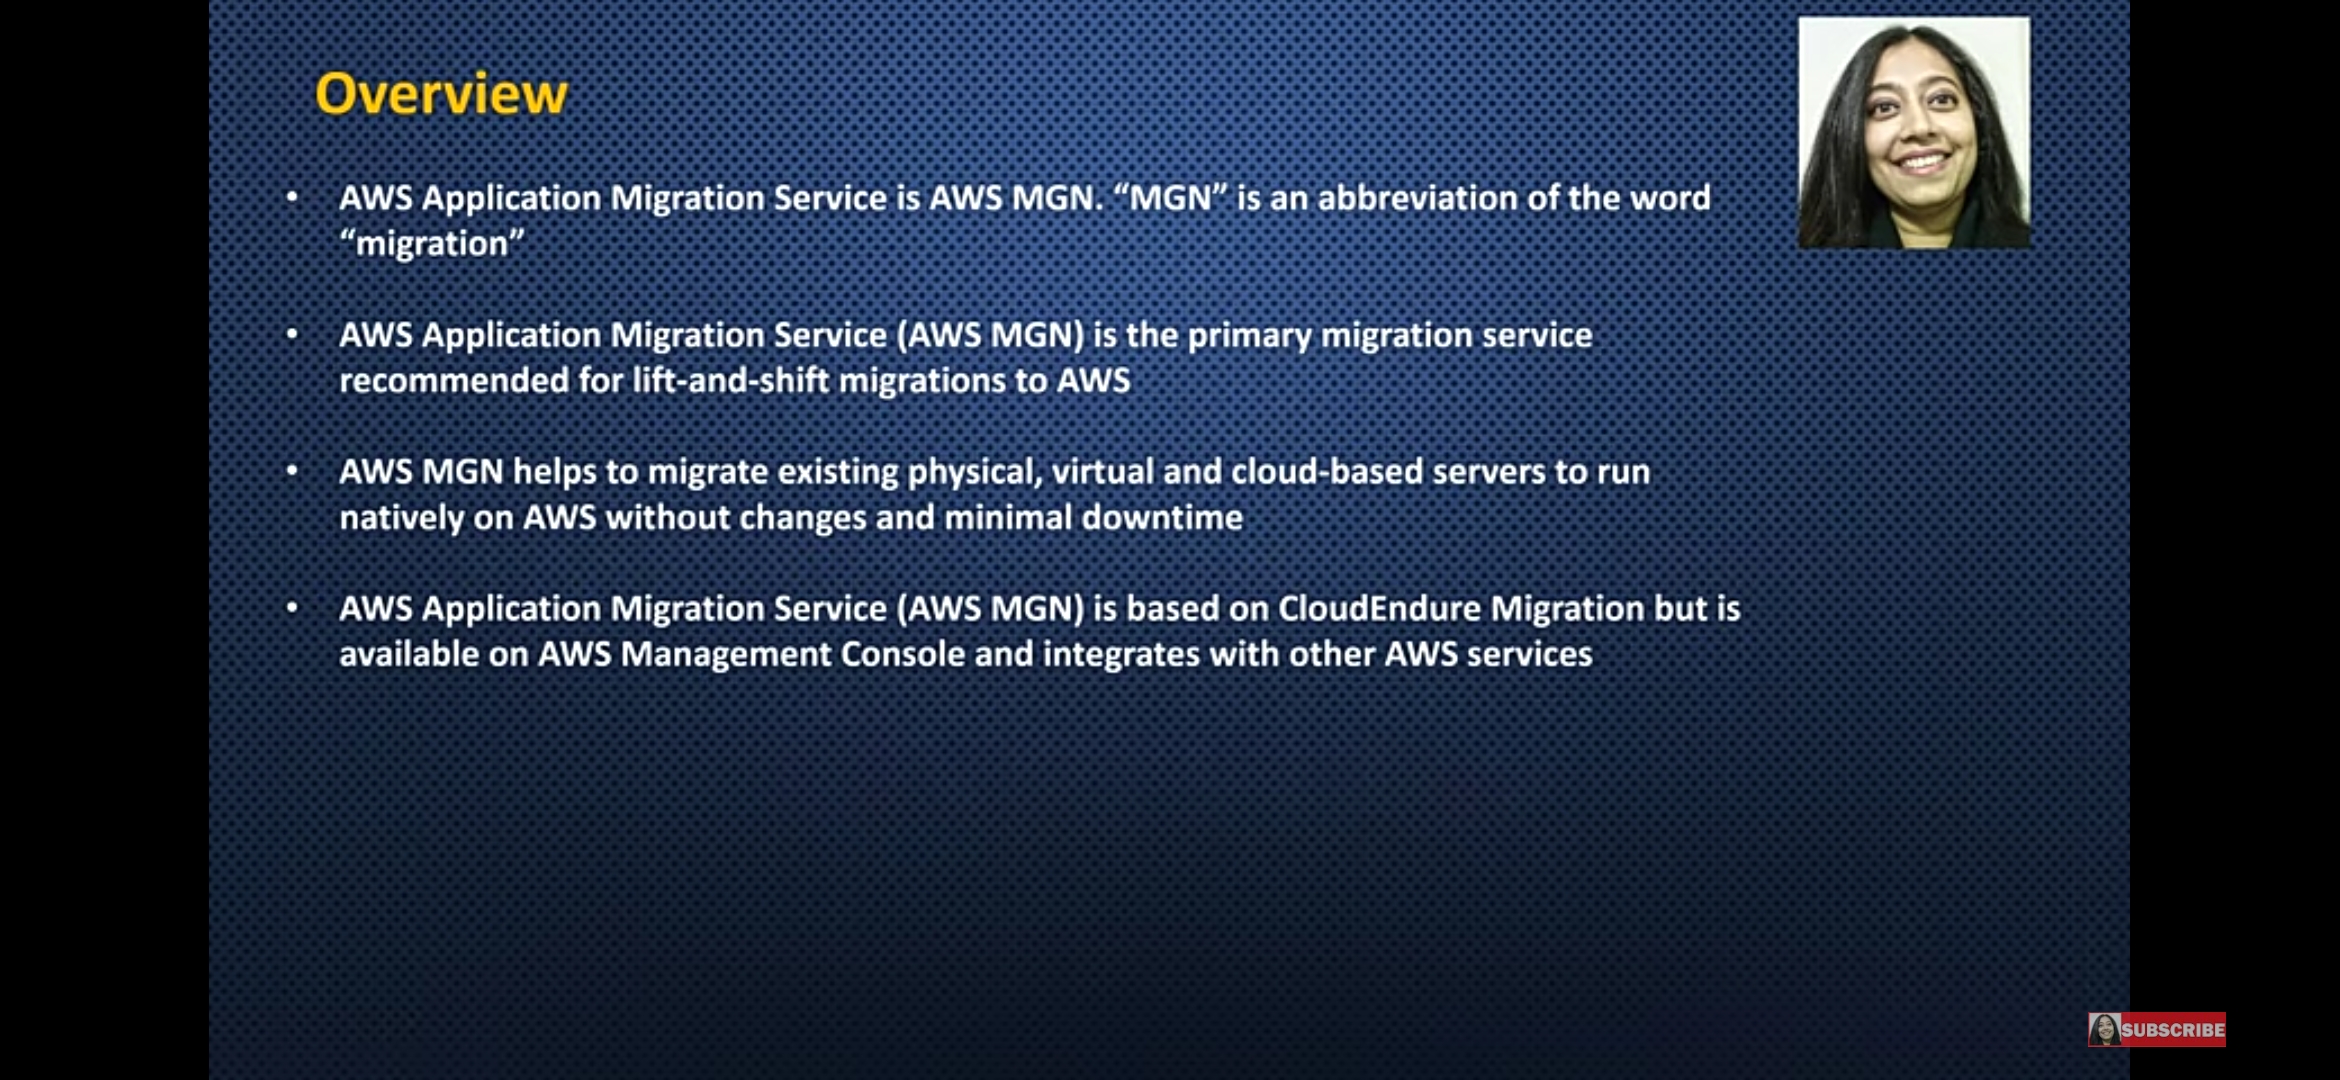 Overview
• AWS Application Migration Service is AWS MGN. “MGN” is an abbreviation of the word
“migration”
• AWS Application Migration Service (AWS MGN) is the primary migration service
recommended for lift-and-shift migrations to AWS
• AWS MGN helps to migrate existing physical, virtual and cloud-based servers to run
natively on AWS without changes and minimal downtime
• AWS Application Migration Service (AWS MGN) is based on CloudEndure Migration but is
available on AWS Management Console and integrates with other AWS services
SUBSCRIBE